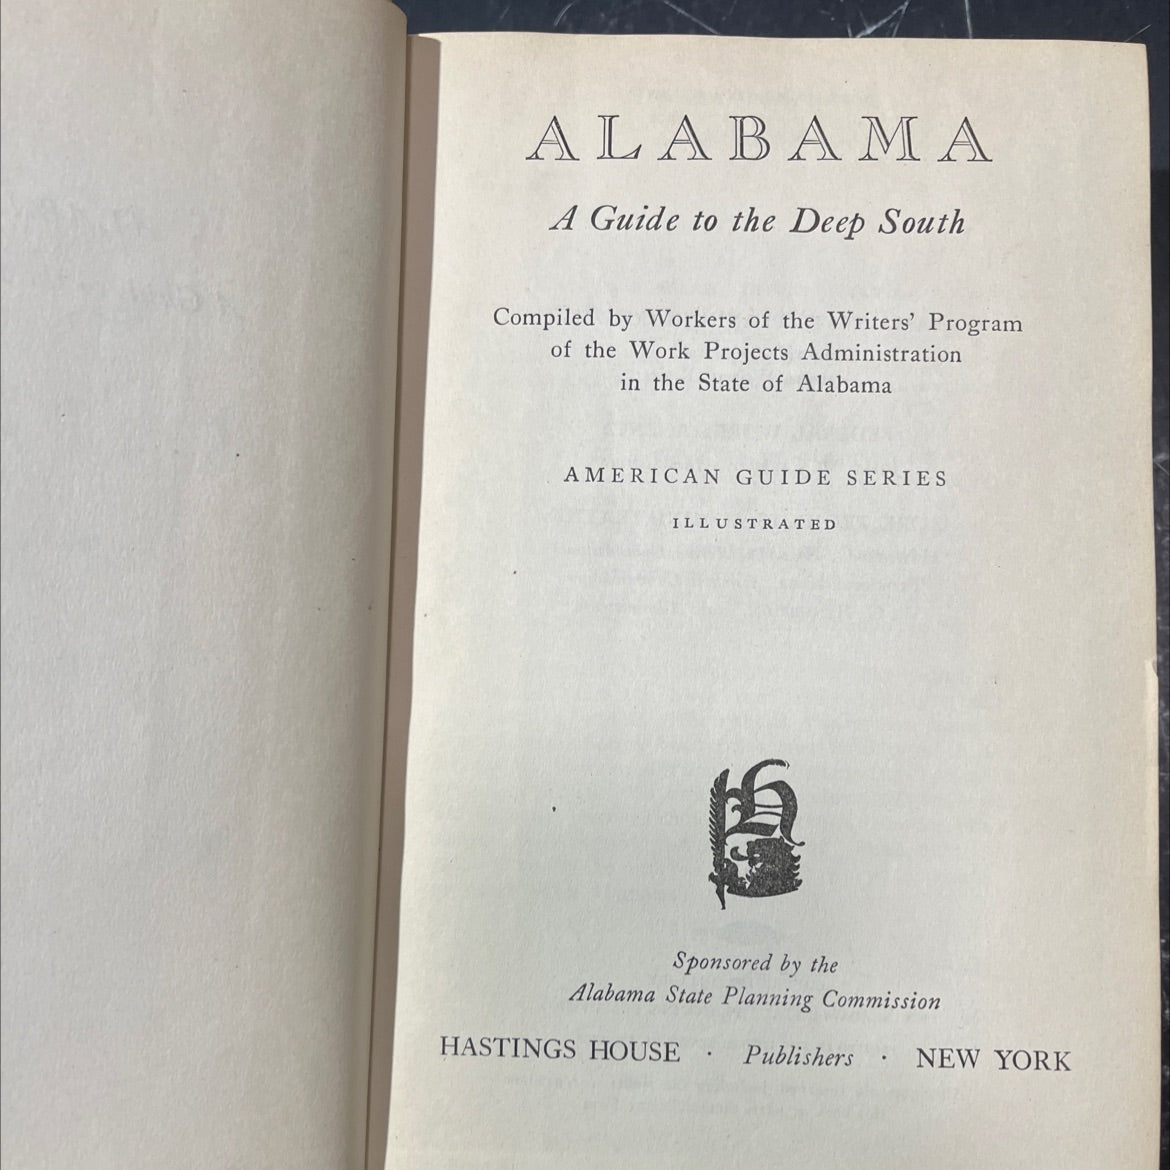 ALABAMA
A Guide to the Deep South
Compiled by Workers of the Writers' Program
of the Work Projects Administration
in the State of Alabama
AMERICAN GUIDE SERIES
ILLUSTRATED
H
Sponsored by the
Alabama State Planning Commission
HASTINGS HOUSE · Publishers · NEW YORK